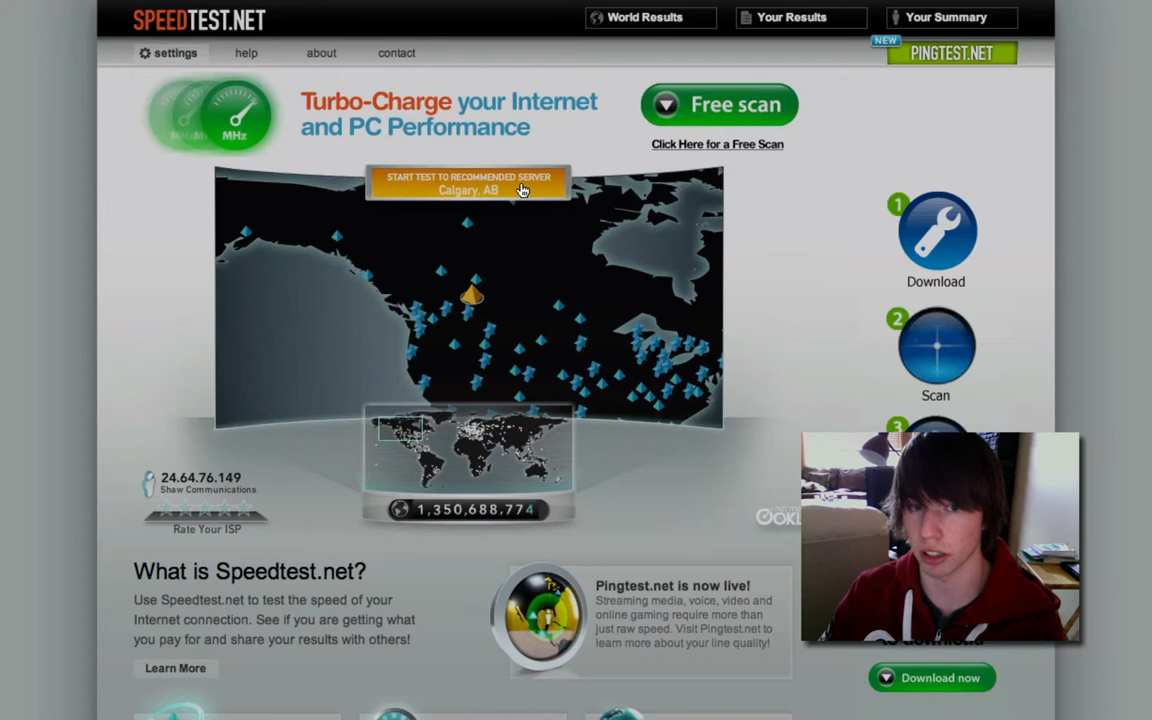 SPEEDTEST.NET
World Results
Your Results
Your Summary
settings
help
about
contact
NEW
PINGTEST.NET
MHz
Turbo-Charge your Internet
and PC Performance
Free scan
Click Here for a Free Scan
START TEST TO RECOMMENDED SERVER
Calgary, AB
1
Download
2
Scan
3
24.64.76.149
Shaw Communications
Rate Your ISP
1,350,688,774
What is Speedtest.net?
Use Speedtest.net to test the speed of your
Internet connection. See if you are getting what
you pay for and share your results with others!
Learn More
Pingtest.net is now live!
Streaming media, voice, video and
online gaming require more than
just raw speed. Visit Pingtest.net to
learn more about your line quality!
to download
Download now